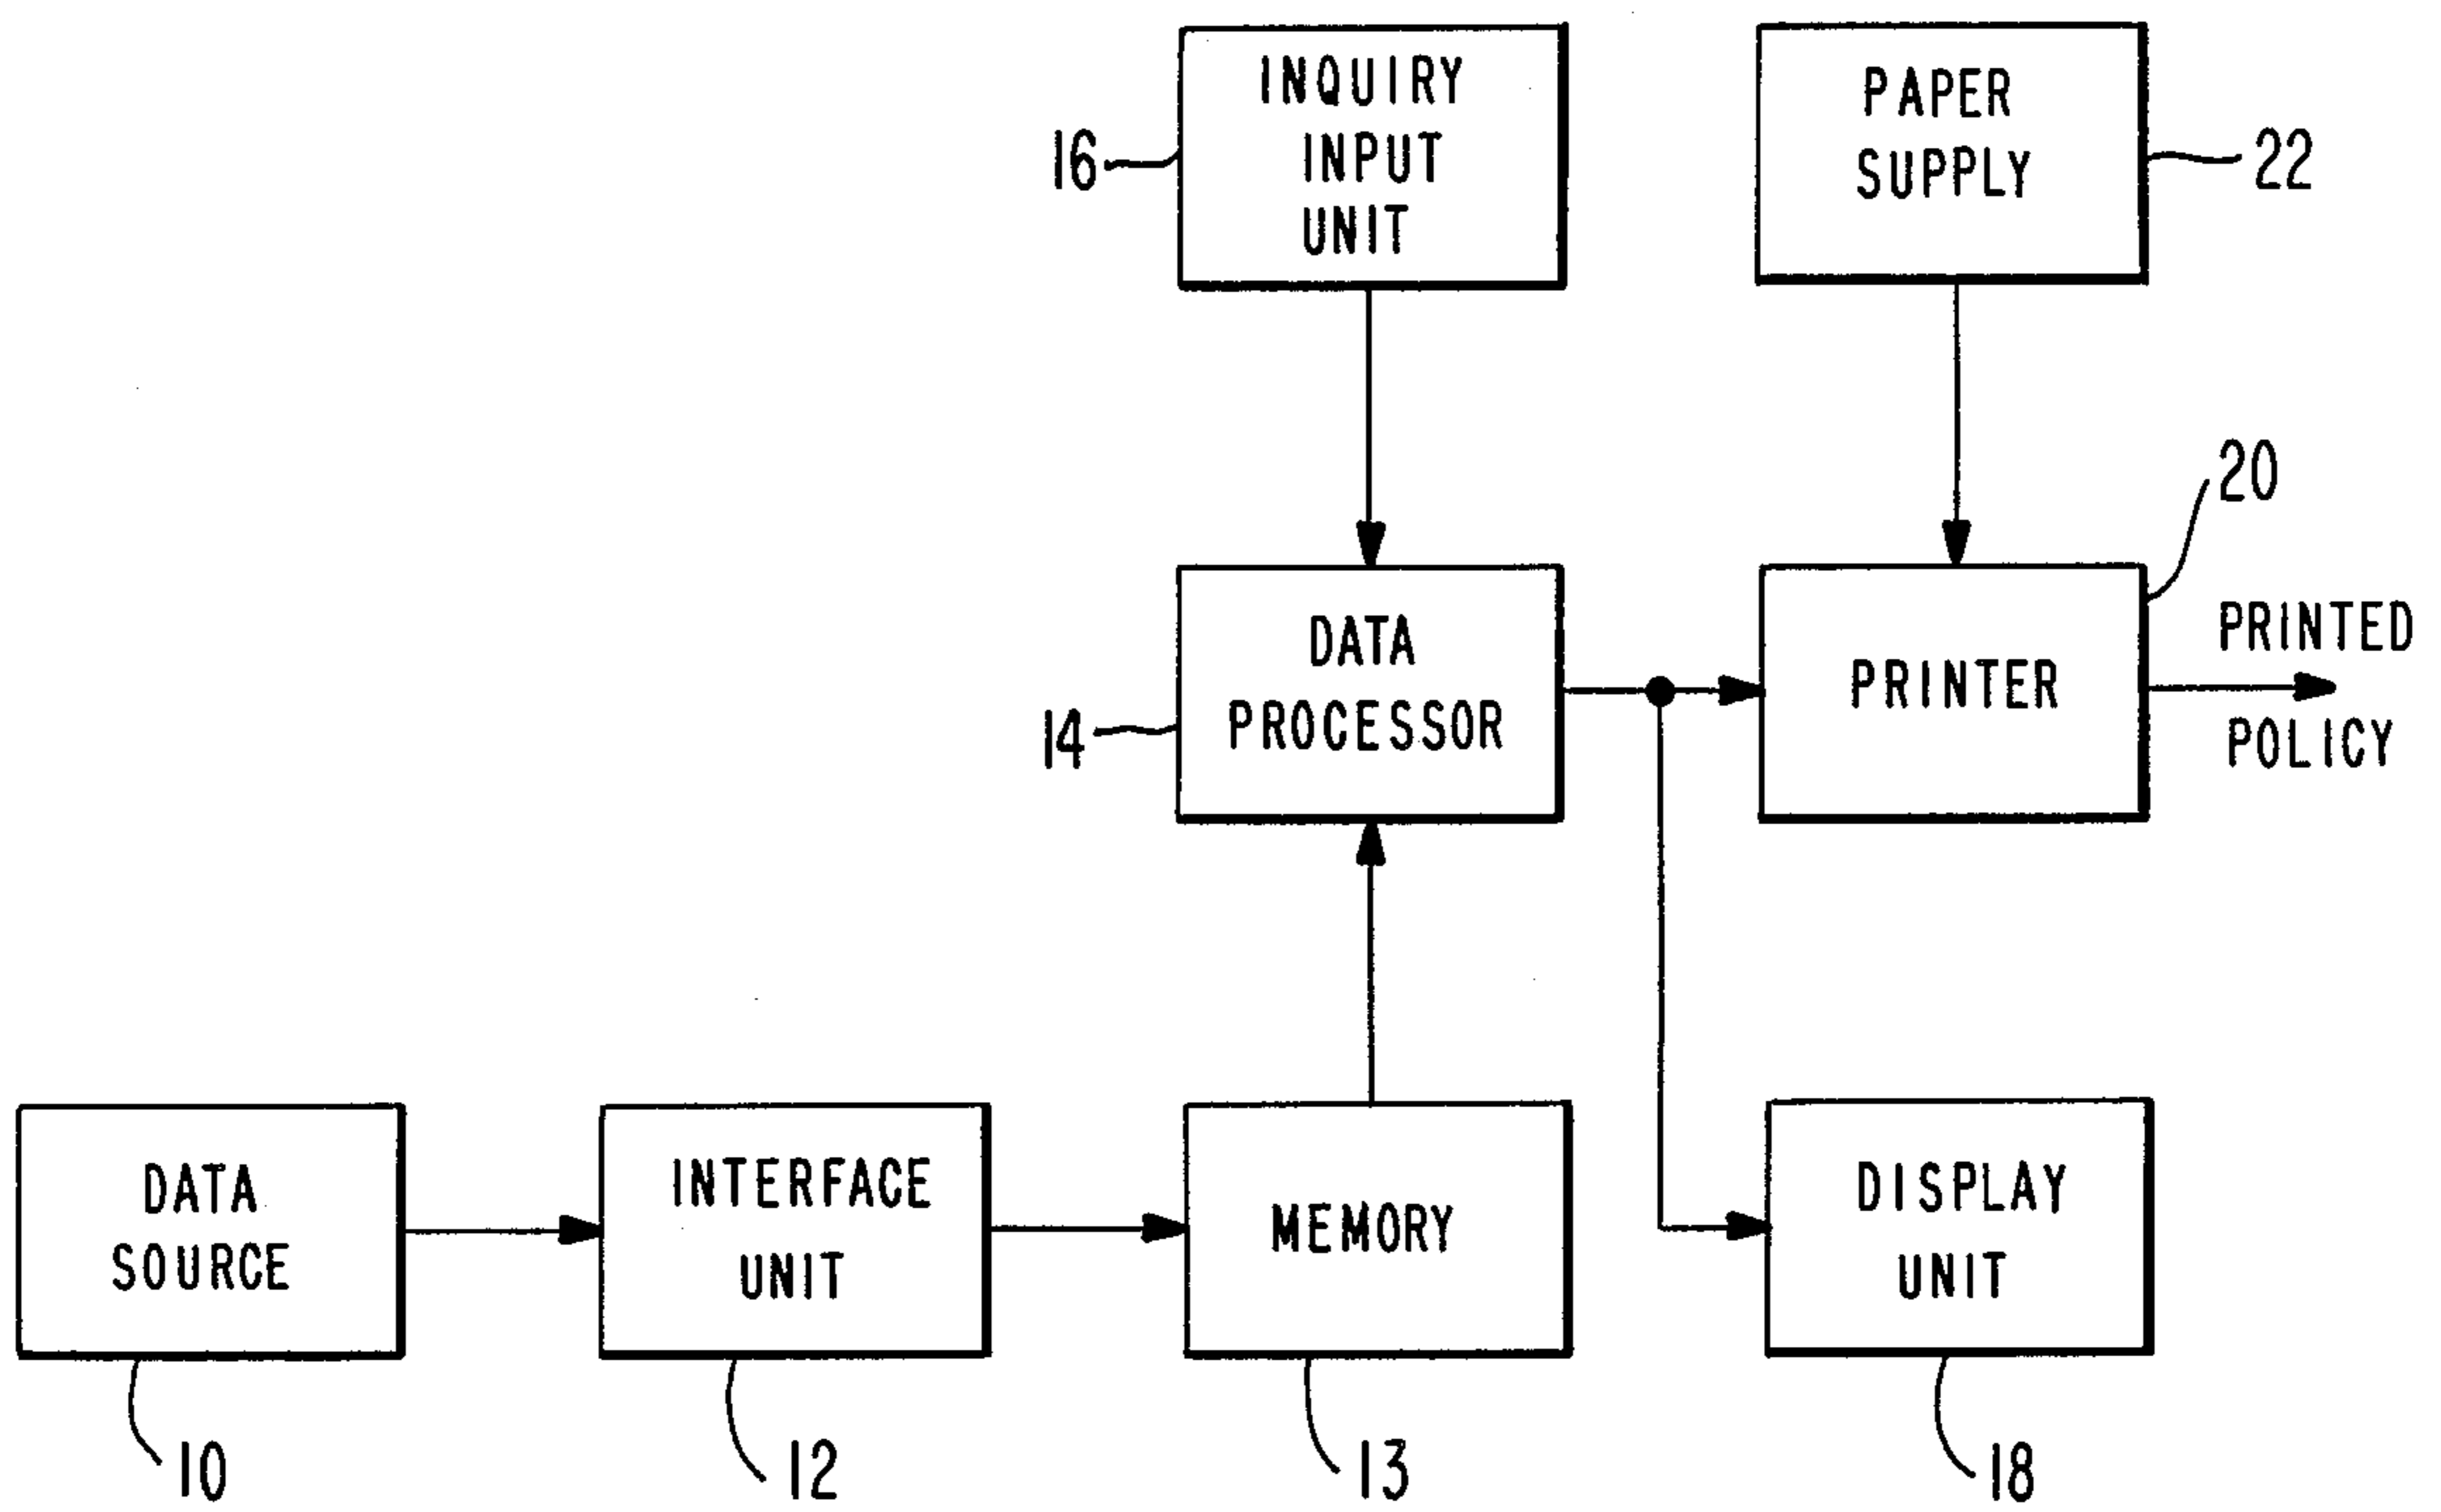 INQUIRY
INPUT
UNIT
16
PAPER
SUPPLY
22
20
DATA
PROCESSOR
14
PRINTER
PRINTED
POLICY
DATA
SOURCE
10
INTERFACE
UNIT
12
MEMORY
13
DISPLAY
UNIT
18